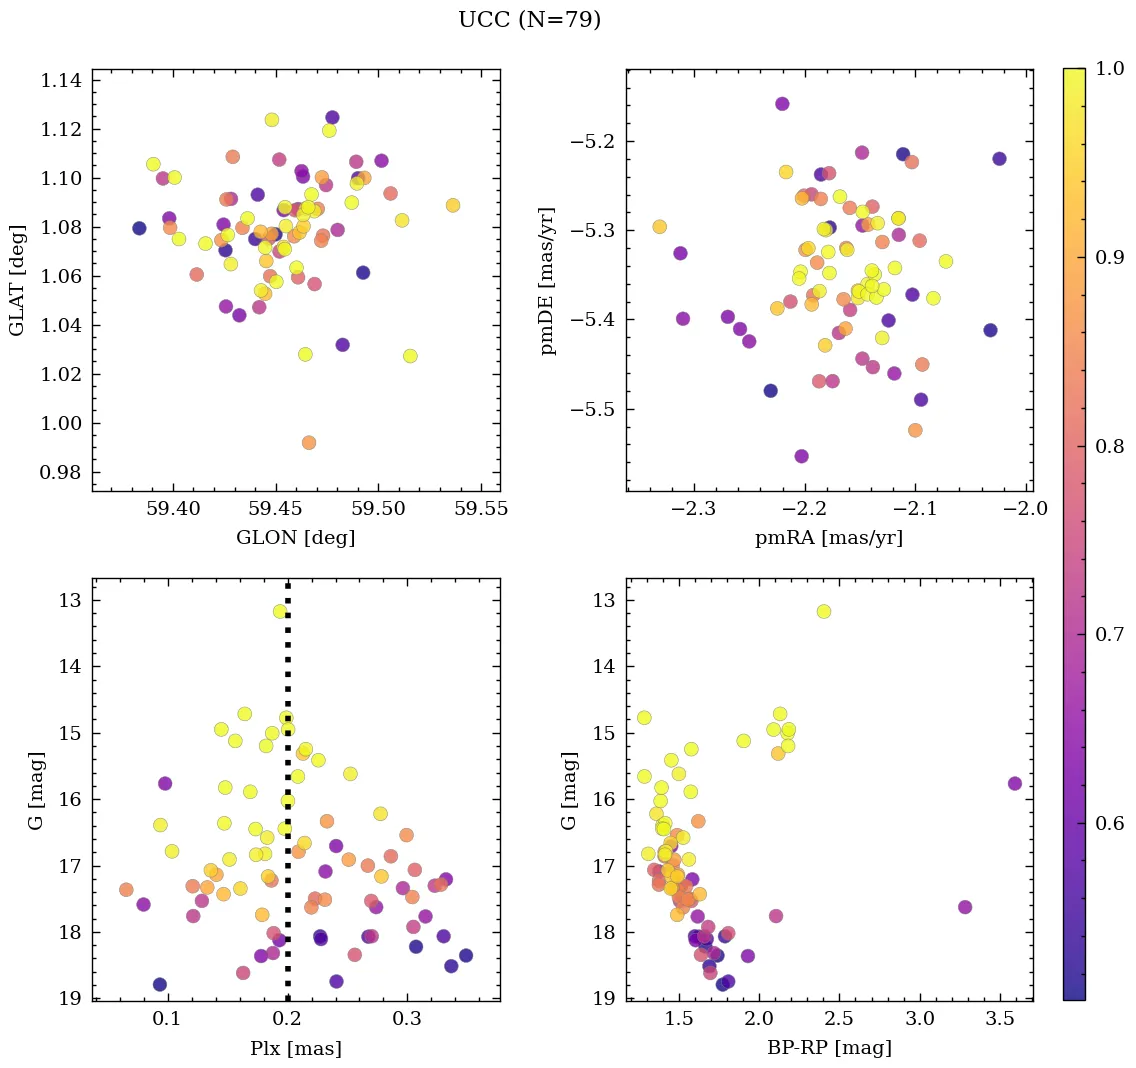 UCC (N=79)
1.14
1.12
1.10
1.08
1.06
1.04
1.02
1.00
0.98
GLAT [deg]
59.40 59.45 59.50 59.55
GLON [deg]
−5.2
−5.3
−5.4
−5.5
pmDE [mas/yr]
−2.3 −2.2 −2.1 −2.0
pmRA [mas/yr]
13
14
15
16
17
18
19
G [mag]
0.1 0.2 0.3
Plx [mas]
13
14
15
16
17
18
19
G [mag]
1.5 2.0 2.5 3.0 3.5
BP-RP [mag]
1.0
0.9
0.8
0.7
0.6